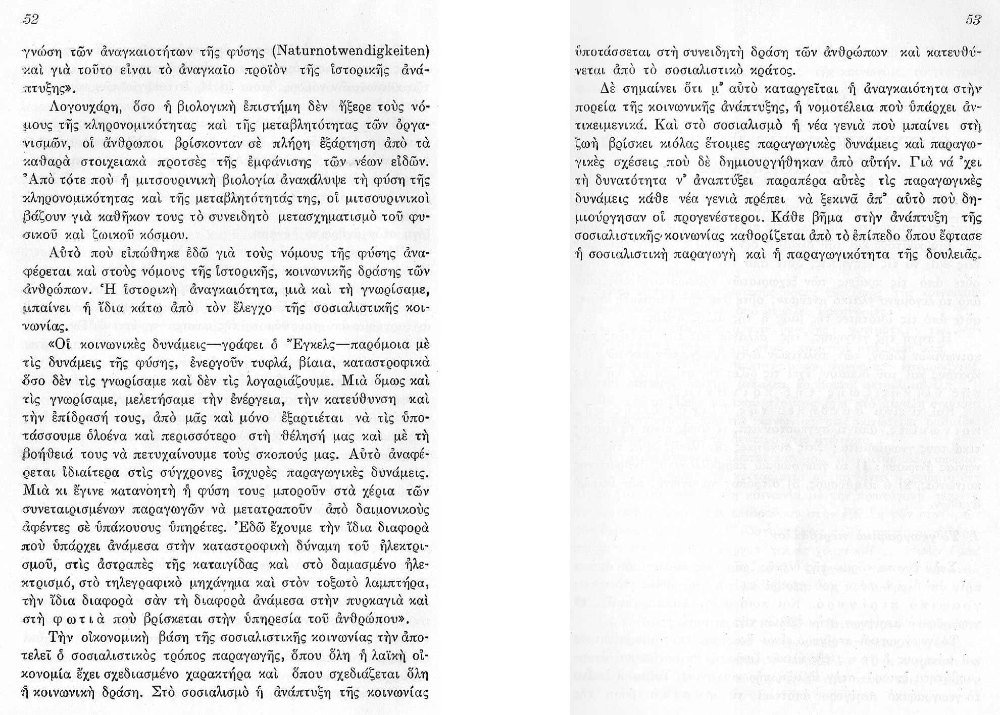 52
γνώση τῶν ἀναγκαιοτήτων τῆς φύσης (Naturnotwendigkeiten)
καὶ γιὰ τοῦτο εἶναι τὸ ἀναγκαῖο προϊὸν τῆς ἱστορικῆς ἀνά-
πτυξης».
Λογουχάρη, ὅσο ἡ βιολογικὴ ἐπιστήμη δὲν ἤξερε τοὺς νό-
μους τῆς κληρονομικότητας καὶ τῆς μεταβλητότητας τῶν ὀργα-
νισμῶν, οἱ ἄνθρωποι βρίσκονταν σὲ πλήρη ἐξάρτηση ἀπὸ τὰ
καθαρὰ στοιχειακὰ προτσὲς τῆς ἐμφάνισης τῶν νέων εἰδῶν.
Ἀπὸ τότε ποὺ ἡ μιτσουρινικὴ βιολογία ἀνακάλυψε τὴ φύση τῆς
κληρονομικότητας καὶ τῆς μεταβλητότητάς της, οἱ μιτσουρινικοὶ
βάζουν γιὰ καθῆκον τους τὸ συνειδητὸ μετασχηματισμὸ τοῦ φυ-
σικοῦ καὶ ζωικοῦ κόσμου.
Αὐτὸ ποὺ εἰπώθηκε ἐδῶ γιὰ τοὺς νόμους τῆς φύσης ἀνα-
φέρεται καὶ στοὺς νόμους τῆς ἱστορικῆς, κοινωνικῆς δράσης τῶν
ἀνθρώπων. Ἡ ἱστορικὴ ἀναγκαιότητα, μιὰ καὶ τὴ γνωρίσαμε,
μπαίνει ἡ ἴδια κάτω ἀπὸ τὸν ἔλεγχο τῆς σοσιαλιστικῆς κοι-
νωνίας.
«Οἱ κοινωνικὲς δυνάμεις—γράφει ὁ Ἔγκελς—παρόμοια μὲ
τὶς δυνάμεις τῆς φύσης, ἐνεργοῦν τυφλά, βίαια, καταστροφικὰ
ὅσο δὲν τὶς γνωρίσαμε καὶ δὲν τὶς λογαριάζουμε. Μιὰ ὅμως καὶ
τὶς γνωρίσαμε, μελετήσαμε τὴν ἐνέργεια, τὴν κατεύθυνση καὶ
τὴν ἐπίδρασή τους, ἀπὸ μᾶς καὶ μόνο ἐξαρτιέται νὰ τὶς ὑπο-
τάσσουμε ὁλοένα καὶ περισσότερο στὴ θέλησή μας καὶ μὲ τὴ
βοήθειά τους νὰ πετυχαίνουμε τοὺς σκοπούς μας. Αὐτὸ ἀναφέ-
ρεται ἰδιαίτερα στὶς σύγχρονες ἰσχυρὲς παραγωγικὲς δυνάμεις.
Μιὰ κι ἔγινε κατανοητὴ ἡ φύση τους μποροῦν στὰ χέρια τῶν
συνεταιρισμένων παραγωγῶν νὰ μετατραποῦν ἀπὸ δαιμονικοὺς
ἀφέντες σὲ ὑπάκουους ὑπηρέτες. Ἐδῶ ἔχουμε τὴν ἴδια διαφορὰ
ποὺ ὑπάρχει ἀνάμεσα στὴν καταστροφικὴ δύναμη τοῦ ἠλεκτρι-
σμοῦ, στὶς ἀστραπὲς τῆς καταιγίδας καὶ στὸ δαμασμένο ἠλε-
κτρισμό, στὸ τηλεγραφικὸ μηχάνημα καὶ στὸν τοξωτὸ λαμπτήρα,
τὴν ἴδια διαφορὰ σὰν τὴ διαφορὰ ἀνάμεσα στὴν πυρκαγιὰ καὶ
στὴ φ ω τ ι ὰ ποὺ βρίσκεται στὴν ὑπηρεσία τοῦ ἀνθρώπου».
Τὴν οἰκονομικὴ βάση τῆς σοσιαλιστικῆς κοινωνίας τὴν ἀπο-
τελεῖ ὁ σοσιαλιστικὸς τρόπος παραγωγῆς, ὅπου ὅλη ἡ λαϊκὴ οἰ-
κονομία ἔχει σχεδιασμένο χαρακτήρα καὶ ὅπου σχεδιάζεται ὅλη
ἡ κοινωνικὴ δράση. Στὸ σοσιαλισμὸ ἡ ἀνάπτυξη τῆς κοινωνίας
53
ὑποτάσσεται στὴ συνειδητὴ δράση τῶν ἀνθρώπων καὶ κατευθύ-
νεται ἀπὸ τὸ σοσιαλιστικὸ κράτος.
Δὲ σημαίνει ὅτι μ' αὐτὸ καταργεῖται ἡ ἀναγκαιότητα στὴν
πορεία τῆς κοινωνικῆς ἀνάπτυξης, ἡ νομοτέλεια ποὺ ὑπάρχει ἀν-
τικειμενικά. Καὶ στὸ σοσιαλισμὸ ἡ νέα γενιὰ ποὺ μπαίνει στὴ
ζωὴ βρίσκει κιόλας ἕτοιμες παραγωγικὲς δυνάμεις καὶ παραγω-
γικὲς σχέσεις ποὺ δὲ δημιουργήθηκαν ἀπὸ αὐτήν. Γιὰ νά 'χει
τὴ δυνατότητα ν' ἀναπτύξει παραπέρα αὐτὲς τὶς παραγωγικὲς
δυνάμεις κάθε νέα γενιὰ πρέπει νὰ ξεκινᾶ ἀπ' αὐτὸ ποὺ δη-
μιούργησαν οἱ προγενέστεροι. Κάθε βῆμα στὴν ἀνάπτυξη τῆς
σοσιαλιστικῆς κοινωνίας καθορίζεται ἀπὸ τὸ ἐπίπεδο ὅπου ἔφτασε
ἡ σοσιαλιστικὴ παραγωγὴ καὶ ἡ παραγωγικότητα τῆς δουλειᾶς.